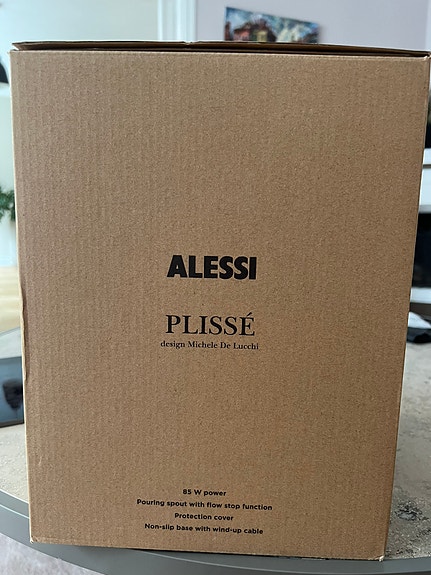 ALESSI
PLISSÉ
design Michele De Lucchi
85 W power
Pouring spout with flow stop function
Protection cover
Non-slip base with wind-up cable